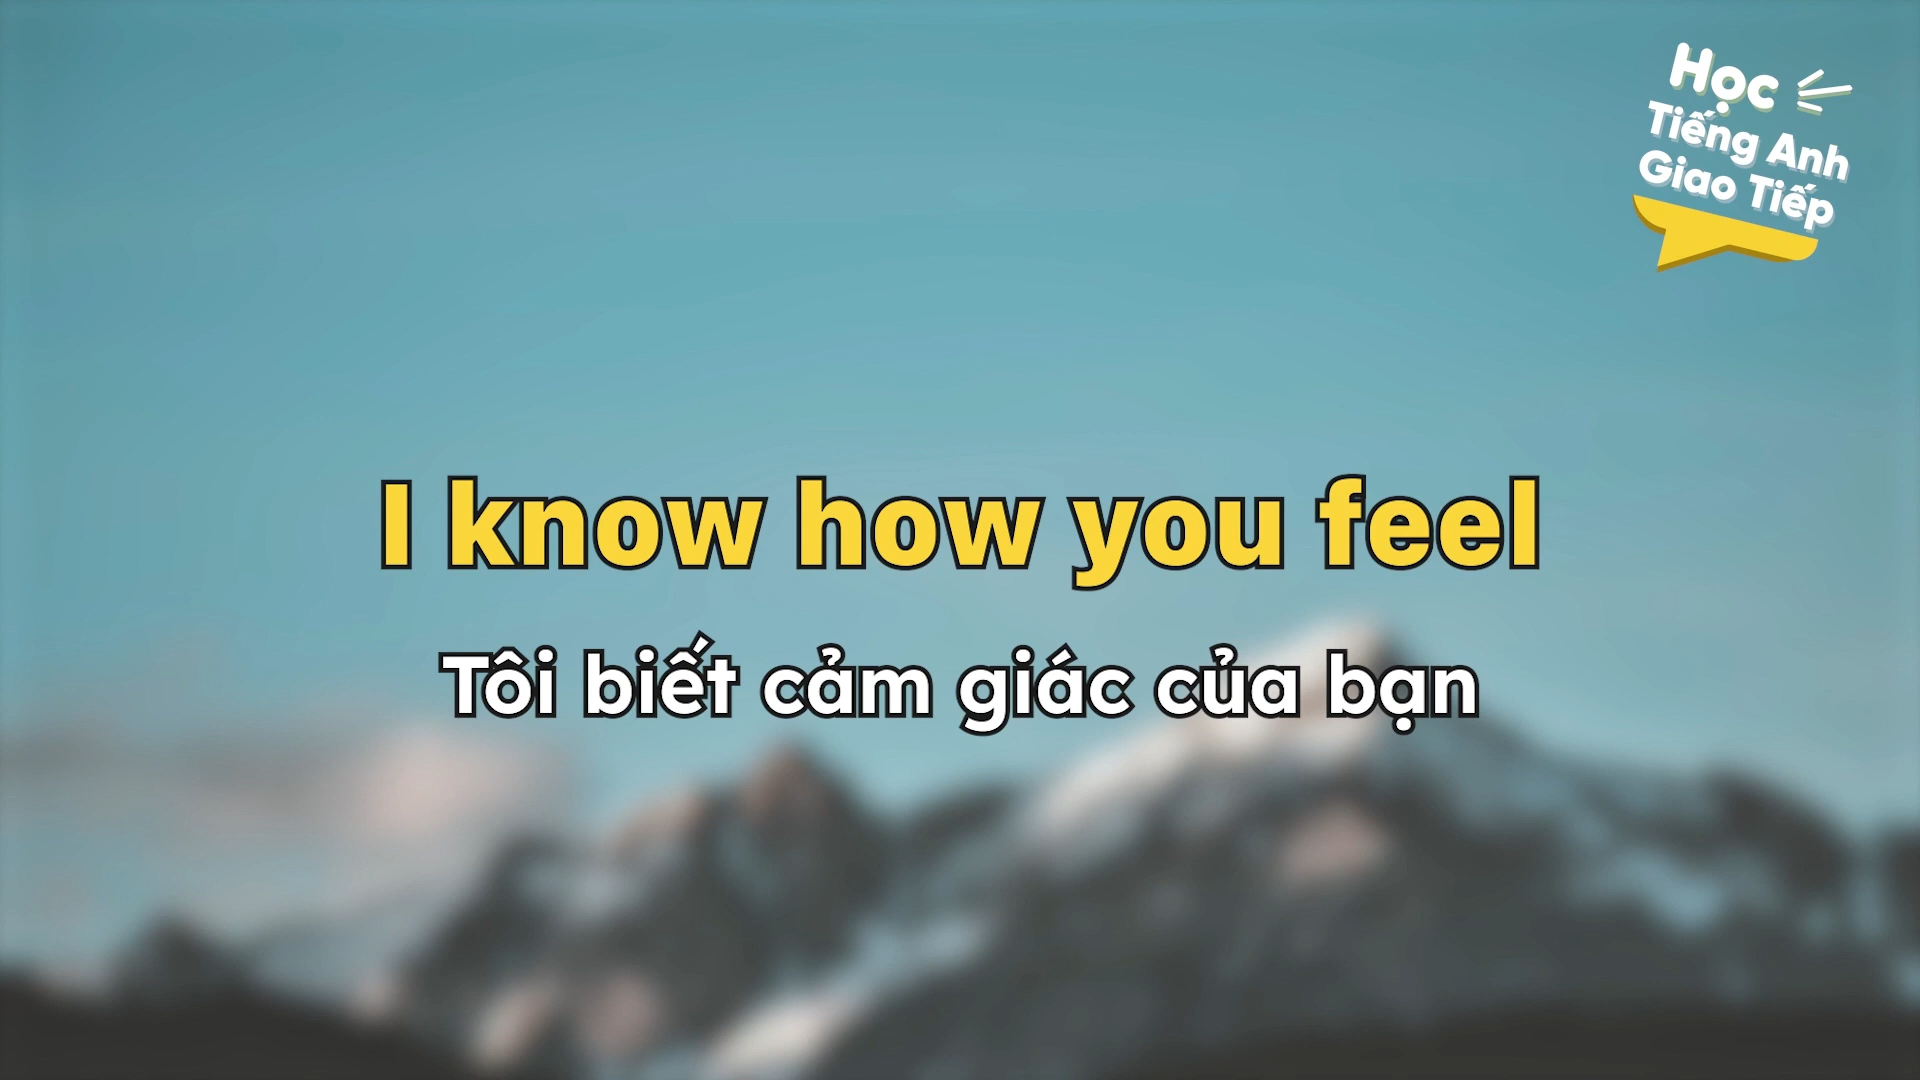 Học
Tiếng Anh
Giao Tiếp
I know how you feel
Tôi biết cảm giác của bạn